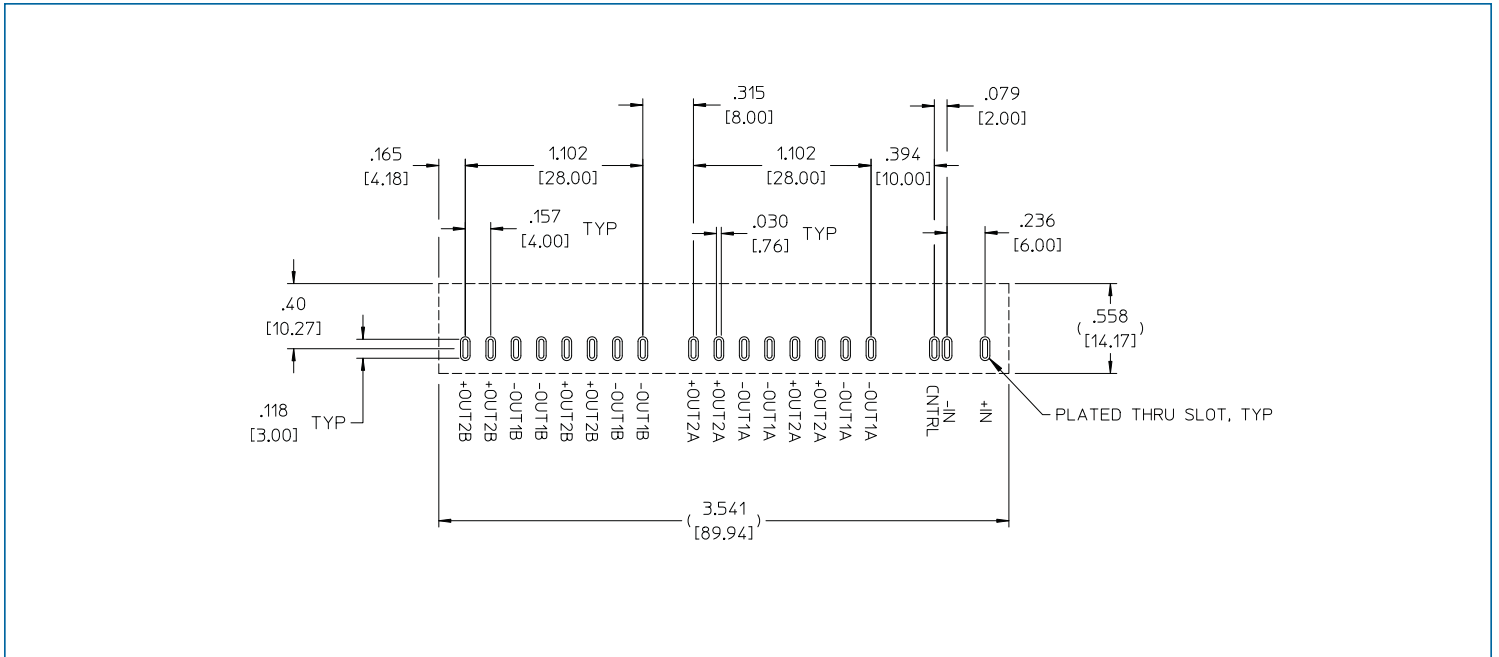 .315
[8.00]
.079
[2.00]
.165
[4.18]
1.102
[28.00]
1.102
[28.00]
.394
[10.00]
.157
[4.00] TYP
.030
[.76] TYP
.236
[6.00]
.40
[10.27]
.558
([14.17])
.118
[3.00] TYP
+OUT2B
+OUT2B
-OUT1B
-OUT1B
+OUT2B
+OUT2B
-OUT1B
-OUT1B
+OUT2A
+OUT2A
-OUT1A
-OUT1A
+OUT2A
+OUT2A
-OUT1A
-OUT1A
CNTRL
-IN
+IN
PLATED THRU SLOT, TYP
3.541
([89.94])